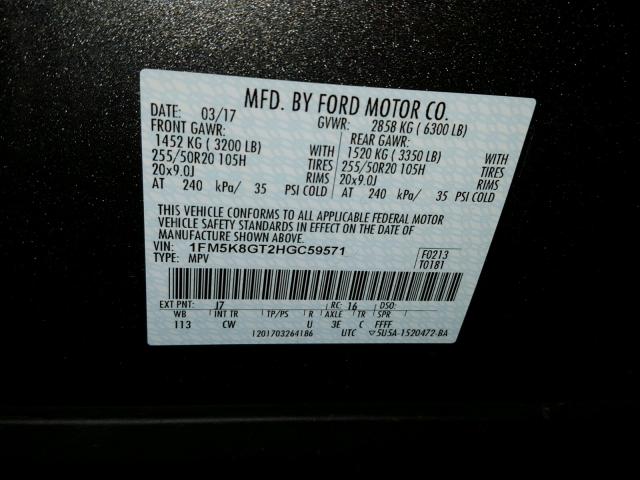 MFD. BY FORD MOTOR CO.
DATE: 03/17 GVWR: 2858 KG ( 6300 LB)
FRONT GAWR: REAR GAWR:
1452 KG ( 3200 LB) WITH 1520 KG ( 3350 LB) WITH
255/50R20 105H TIRES 255/50R20 105H TIRES
20x9.0J RIMS 20x9.0J RIMS
AT 240 kPa/ 35 PSI COLD AT 240 kPa/ 35 PSI COLD
THIS VEHICLE CONFORMS TO ALL APPLICABLE FEDERAL MOTOR
VEHICLE SAFETY STANDARDS IN EFFECT ON THE DATE OF
MANUFACTURE SHOWN ABOVE.
VIN: 1FM5K8GT2HGC59571 F0213
TYPE: MPV T0181
EXT PNT: J7 RC: 16 DSO:
WB INT TR TP/PS R AXLE TR SPR
113 CW U 3E C FFFF
1201703264186 UTC 5U5A-1520472-BA